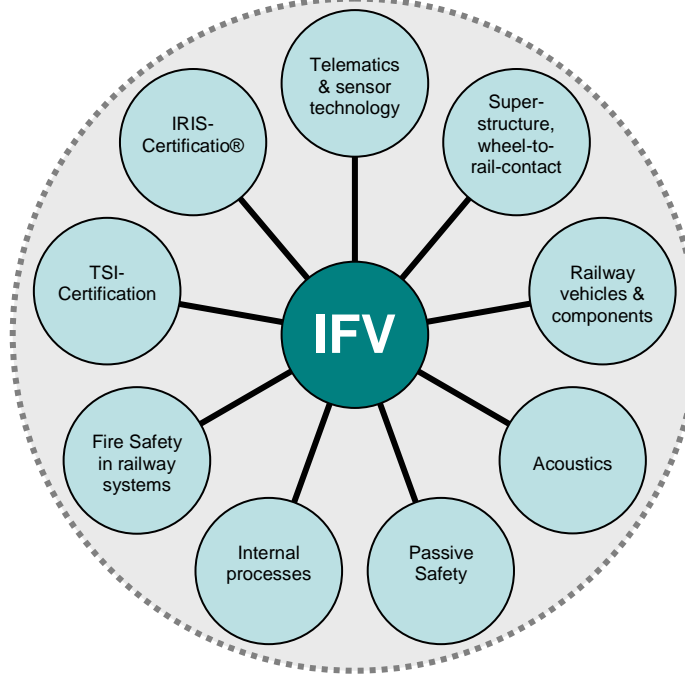 Telematics
& sensor
technology
Super-
structure,
wheel-to-
rail-contact
Railway
vehicles &
components
Acoustics
Passive
Safety
Internal
processes
Fire Safety
in railway
systems
TSI-
Certification
IRIS-
Certificatio®
IFV